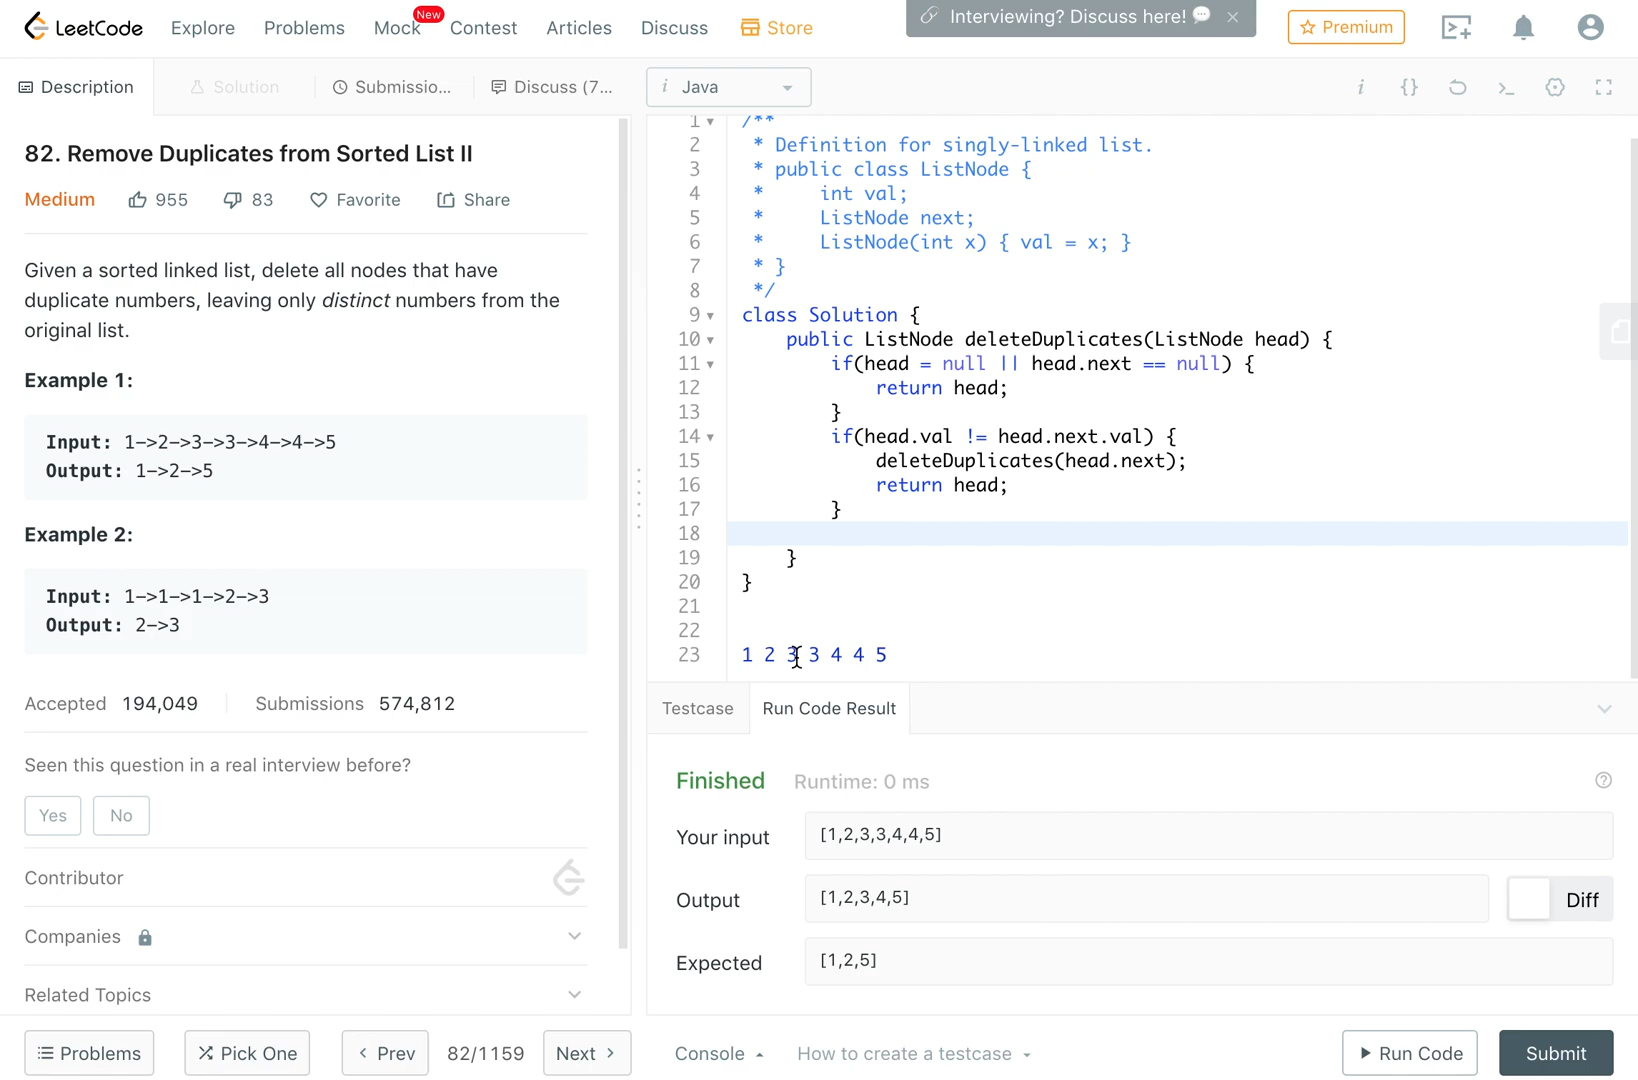 LeetCode Explore Problems Mock New Contest Articles Discuss Store Interviewing? Discuss here! 💬 × Premium
Description Solution Submissio... Discuss (7... i Java i {}
82. Remove Duplicates from Sorted List II
Medium 955 83 Favorite Share
Given a sorted linked list, delete all nodes that have
duplicate numbers, leaving only distinct numbers from the
original list.
Example 1:
Input: 1->2->3->3->4->4->5
Output: 1->2->5
Example 2:
Input: 1->1->1->2->3
Output: 2->3
Accepted 194,049 Submissions 574,812
Seen this question in a real interview before?
Yes No
Contributor
Companies
Related Topics
1 /**
2 * Definition for singly-linked list.
3 * public class ListNode {
4 *     int val;
5 *     ListNode next;
6 *     ListNode(int x) { val = x; }
7 * }
8 */
9 class Solution {
10     public ListNode deleteDuplicates(ListNode head) {
11         if(head = null || head.next == null) {
12             return head;
13         }
14         if(head.val != head.next.val) {
15             deleteDuplicates(head.next);
16             return head;
17         }
18
19     }
20 }
21
22
23 1 2 3 3 4 4 5
Testcase Run Code Result
Finished Runtime: 0 ms
Your input [1,2,3,3,4,4,5]
Output [1,2,3,4,5] Diff
Expected [1,2,5]
Problems Pick One < Prev 82/1159 Next > Console How to create a testcase Run Code Submit